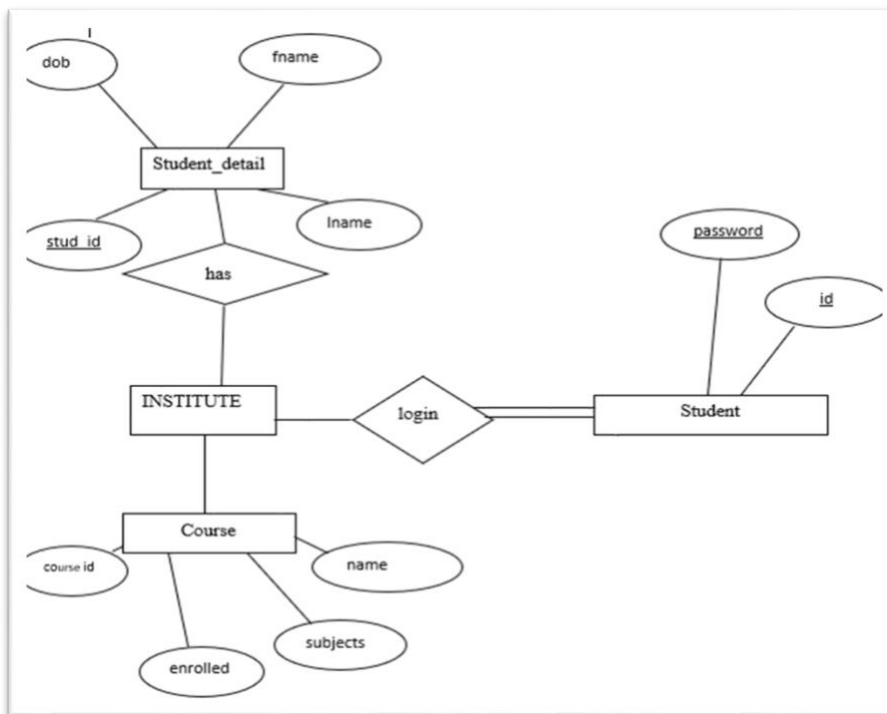 dob
fname
Student_detail
stud_id
lname
has
password
id
INSTITUTE
login
Student
Course
course id
name
subjects
enrolled